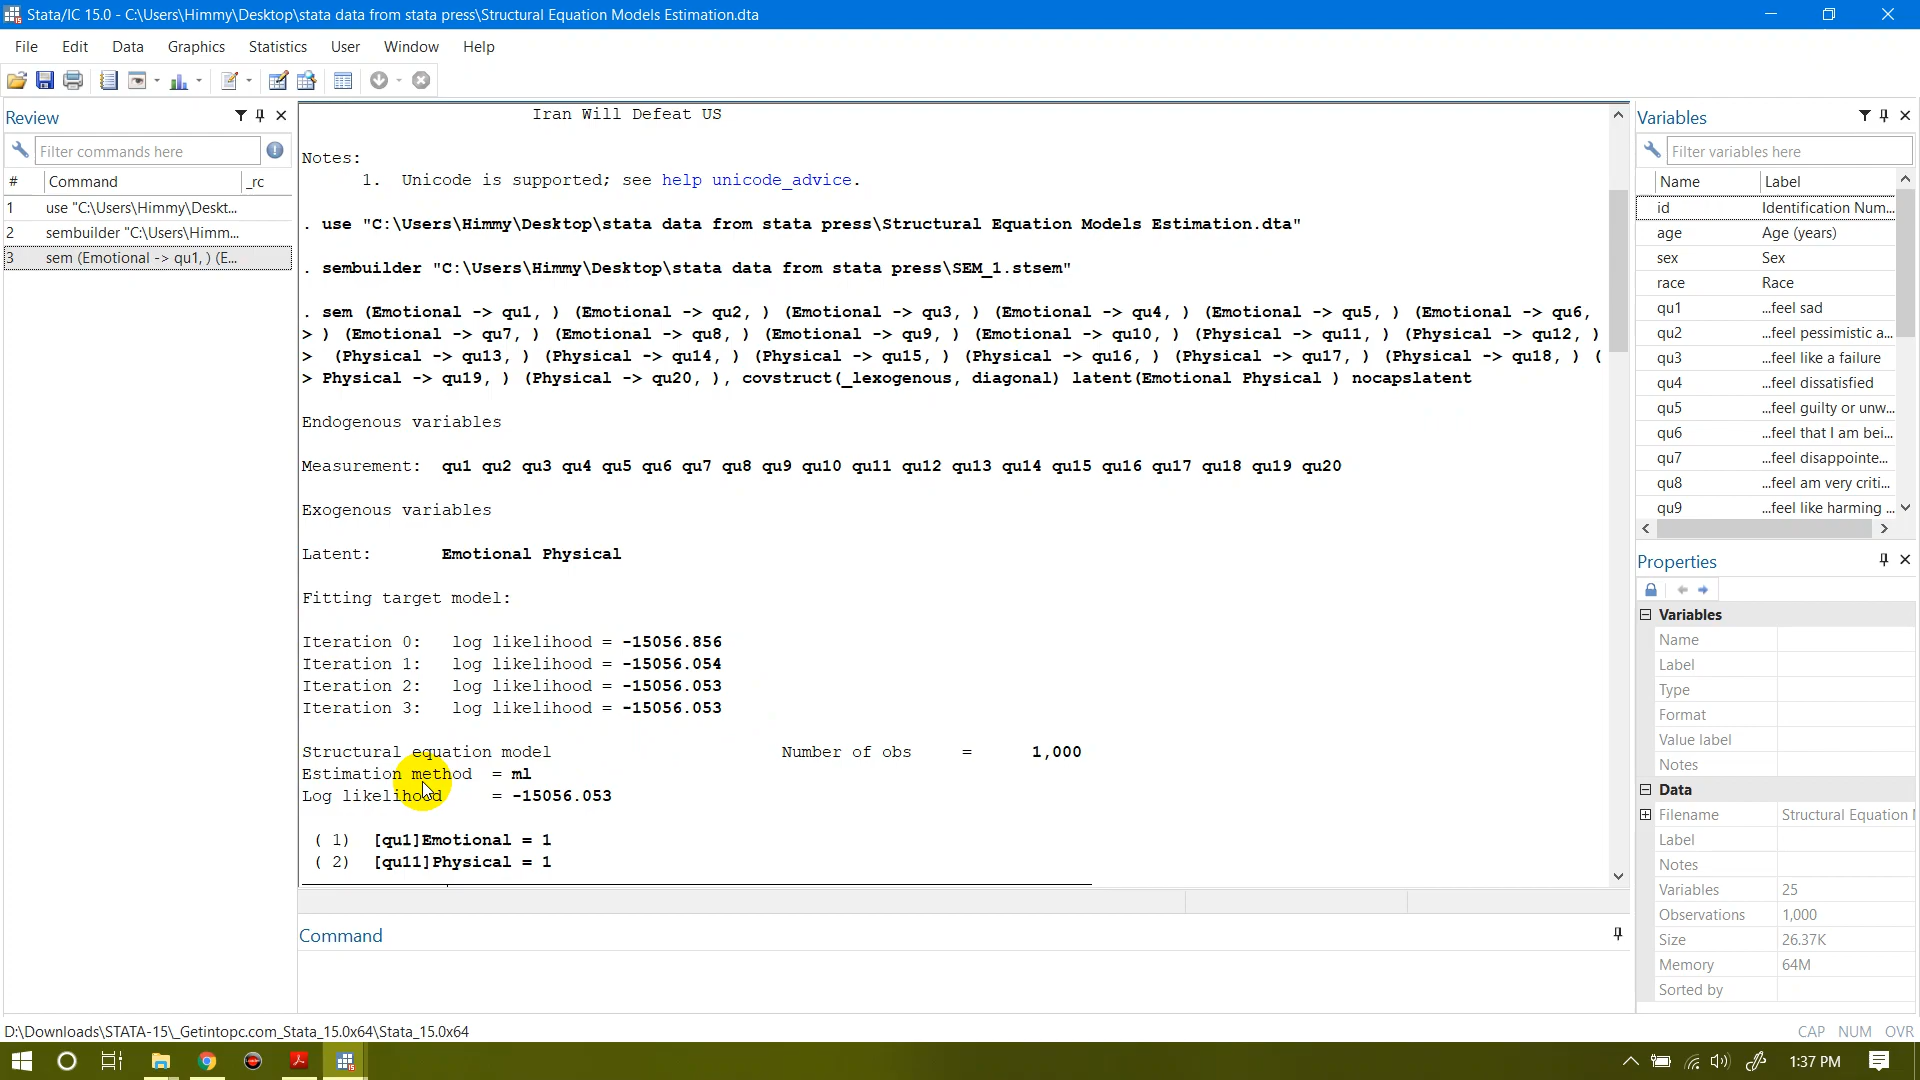 Stata/IC 15.0 - C:\Users\Himmy\Desktop\stata data from stata press\Structural Equation Models Estimation.dta
File Edit Data Graphics Statistics User Window Help
Review
Filter commands here
# Command _rc
1 use "C:\Users\Himmy\Deskt...
2 sembuilder "C:\Users\Himm...
3 sem (Emotional -> qu1, ) (E...
Iran Will Defeat US
Notes:
1. Unicode is supported; see help unicode_advice.
. use "C:\Users\Himmy\Desktop\stata data from stata press\Structural Equation Models Estimation.dta"
. sembuilder "C:\Users\Himmy\Desktop\stata data from stata press\SEM_1.stsem"
. sem (Emotional -> qu1, ) (Emotional -> qu2, ) (Emotional -> qu3, ) (Emotional -> qu4, ) (Emotional -> qu5, ) (Emotional -> qu6,
> ) (Emotional -> qu7, ) (Emotional -> qu8, ) (Emotional -> qu9, ) (Emotional -> qu10, ) (Physical -> qu11, ) (Physical -> qu12, )
> (Physical -> qu13, ) (Physical -> qu14, ) (Physical -> qu15, ) (Physical -> qu16, ) (Physical -> qu17, ) (Physical -> qu18, ) (
> Physical -> qu19, ) (Physical -> qu20, ), covstruct(_lexogenous, diagonal) latent(Emotional Physical ) nocapslatent
Endogenous variables
Measurement: qu1 qu2 qu3 qu4 qu5 qu6 qu7 qu8 qu9 qu10 qu11 qu12 qu13 qu14 qu15 qu16 qu17 qu18 qu19 qu20
Exogenous variables
Latent: Emotional Physical
Fitting target model:
Iteration 0: log likelihood = -15056.856
Iteration 1: log likelihood = -15056.054
Iteration 2: log likelihood = -15056.053
Iteration 3: log likelihood = -15056.053
Structural equation model Number of obs = 1,000
Estimation method = ml
Log likelihood = -15056.053
( 1) [qu1]Emotional = 1
( 2) [qu11]Physical = 1
Command
Variables
Filter variables here
Name Label
id Identification Num...
age Age (years)
sex Sex
race Race
qu1 ...feel sad
qu2 ...feel pessimistic a...
qu3 ...feel like a failure
qu4 ...feel dissatisfied
qu5 ...feel guilty or unw...
qu6 ...feel that I am bei...
qu7 ...feel disappointe...
qu8 ...feel am very criti...
qu9 ...feel like harming ...
Properties
Variables
Name
Label
Type
Format
Value label
Notes
Data
Filename Structural Equation
Label
Notes
Variables 25
Observations 1,000
Size 26.37K
Memory 64M
Sorted by
D:\Downloads\STATA-15\_Getintopc.com_Stata_15.0x64\Stata_15.0x64
CAP NUM OVR
1:37 PM